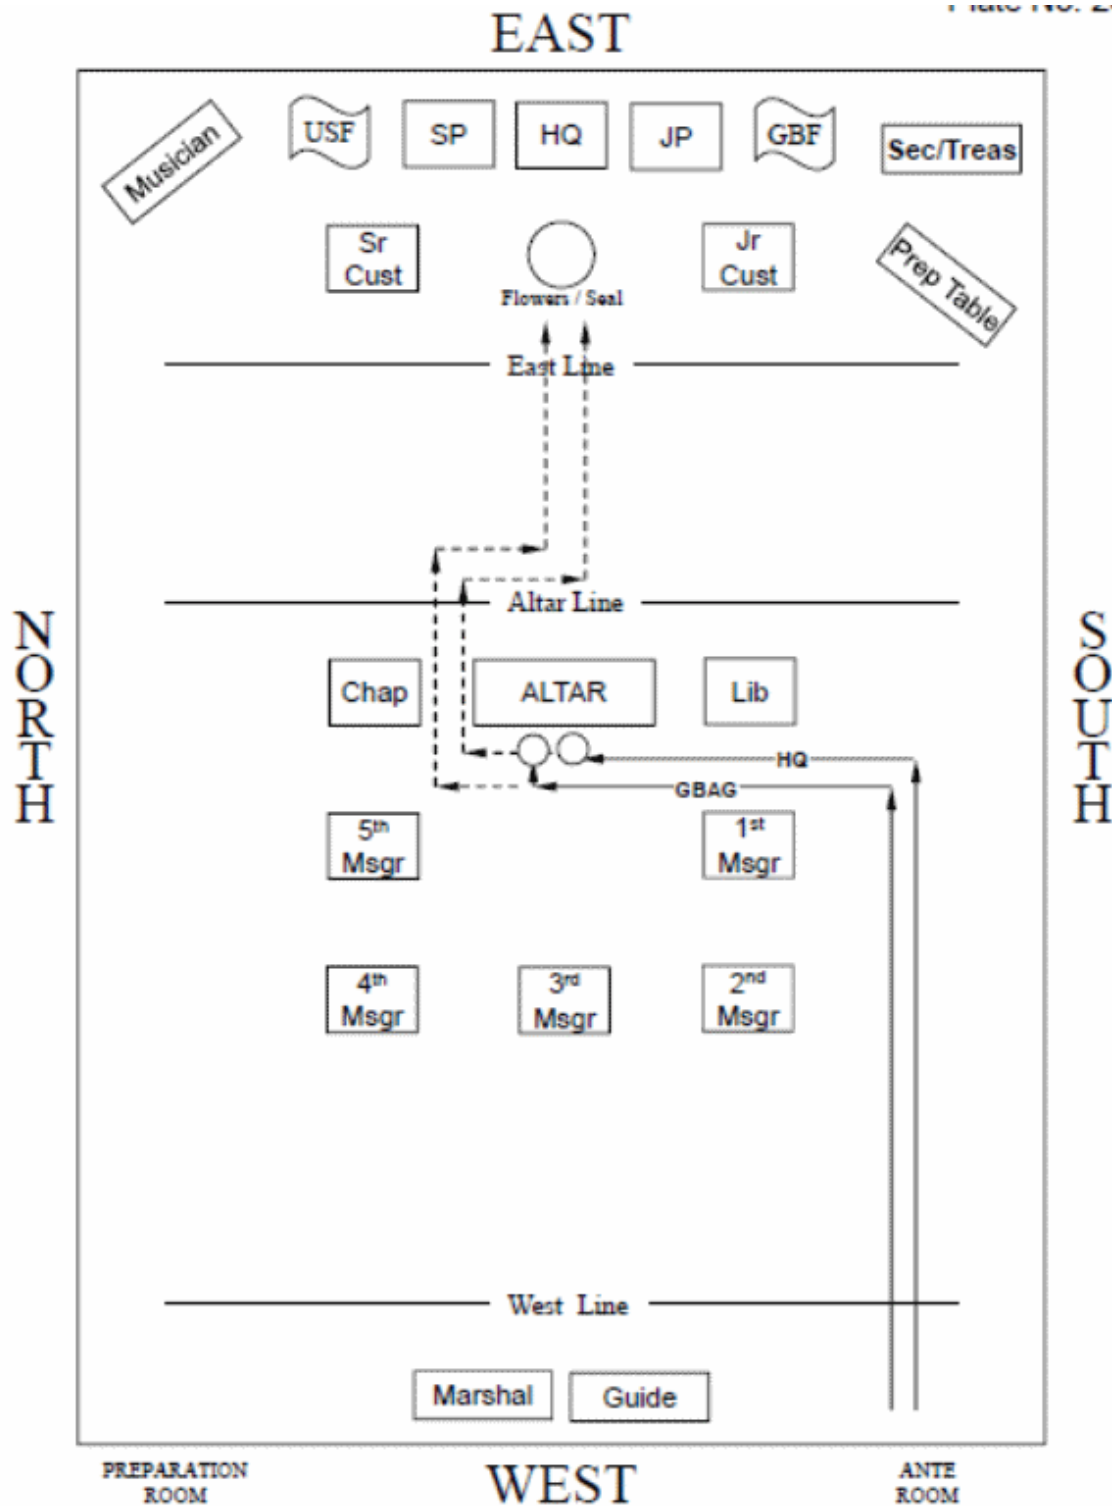 EAST
USF
SP
HQ
JP
GBF
Sec/Treas
Musician
Sr
Cust
Jr
Cust
Prep Table
Flowers / Seal
East Line
Altar Line
NORTH
SOUTH
Chap
ALTAR
Lib
HQ
GBAG
5th
Msgr
1st
Msgr
4th
Msgr
3rd
Msgr
2nd
Msgr
West Line
Marshal
Guide
PREPARATION
ROOM
WEST
ANTE
ROOM